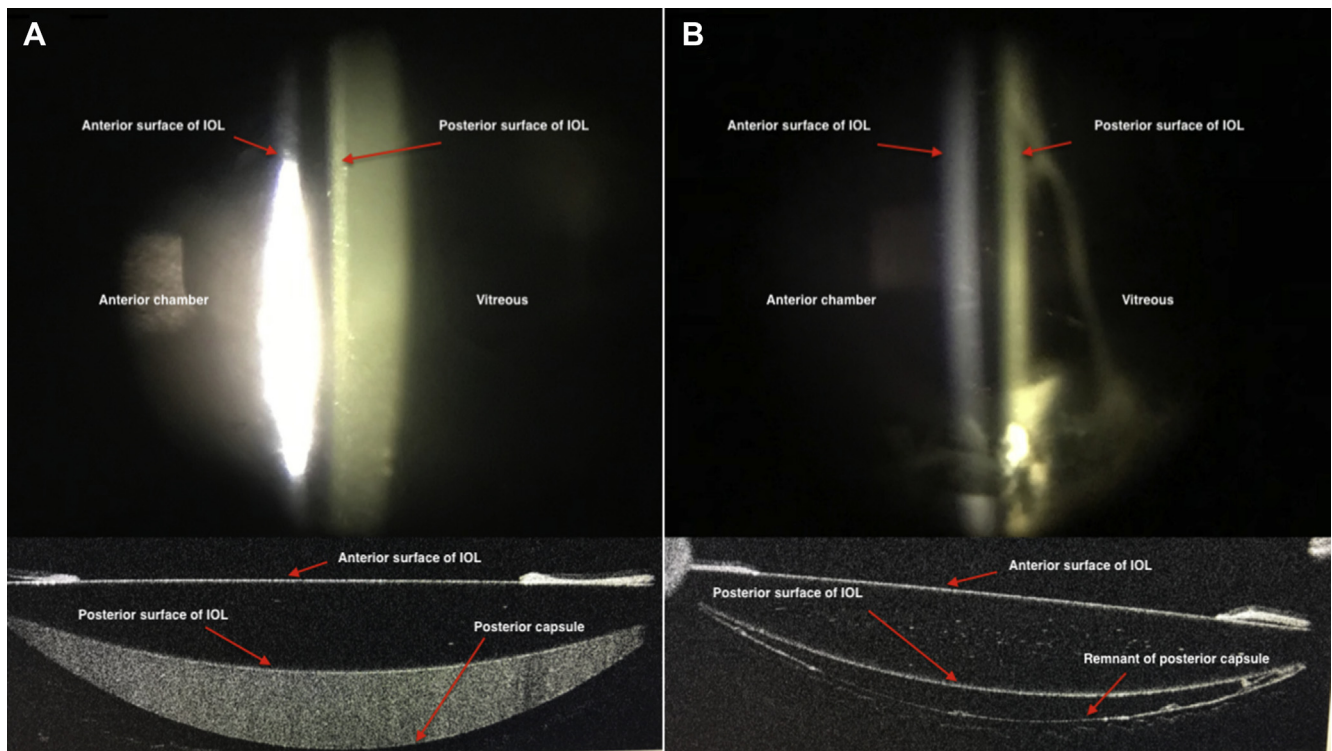 A
Anterior surface of IOL
Posterior surface of IOL
Anterior chamber
Vitreous
Anterior surface of IOL
Posterior surface of IOL
Posterior capsule
B
Anterior surface of IOL
Posterior surface of IOL
Anterior chamber
Vitreous
Anterior surface of IOL
Posterior surface of IOL
Remnant of posterior capsule